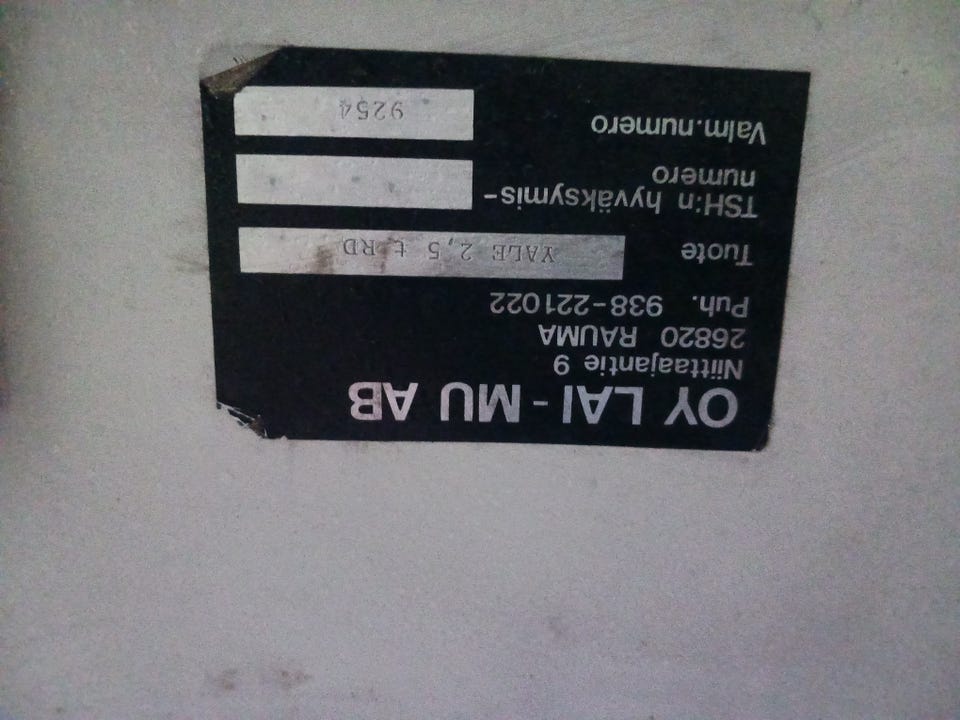 OY LAI-MU AB
Niittaajantie 9
26820 RAUMA
Puh. 938-221022
Tuote YALE 2,5 t RD
TSH:n hyväksymis-
numero
Valm.numero 9254